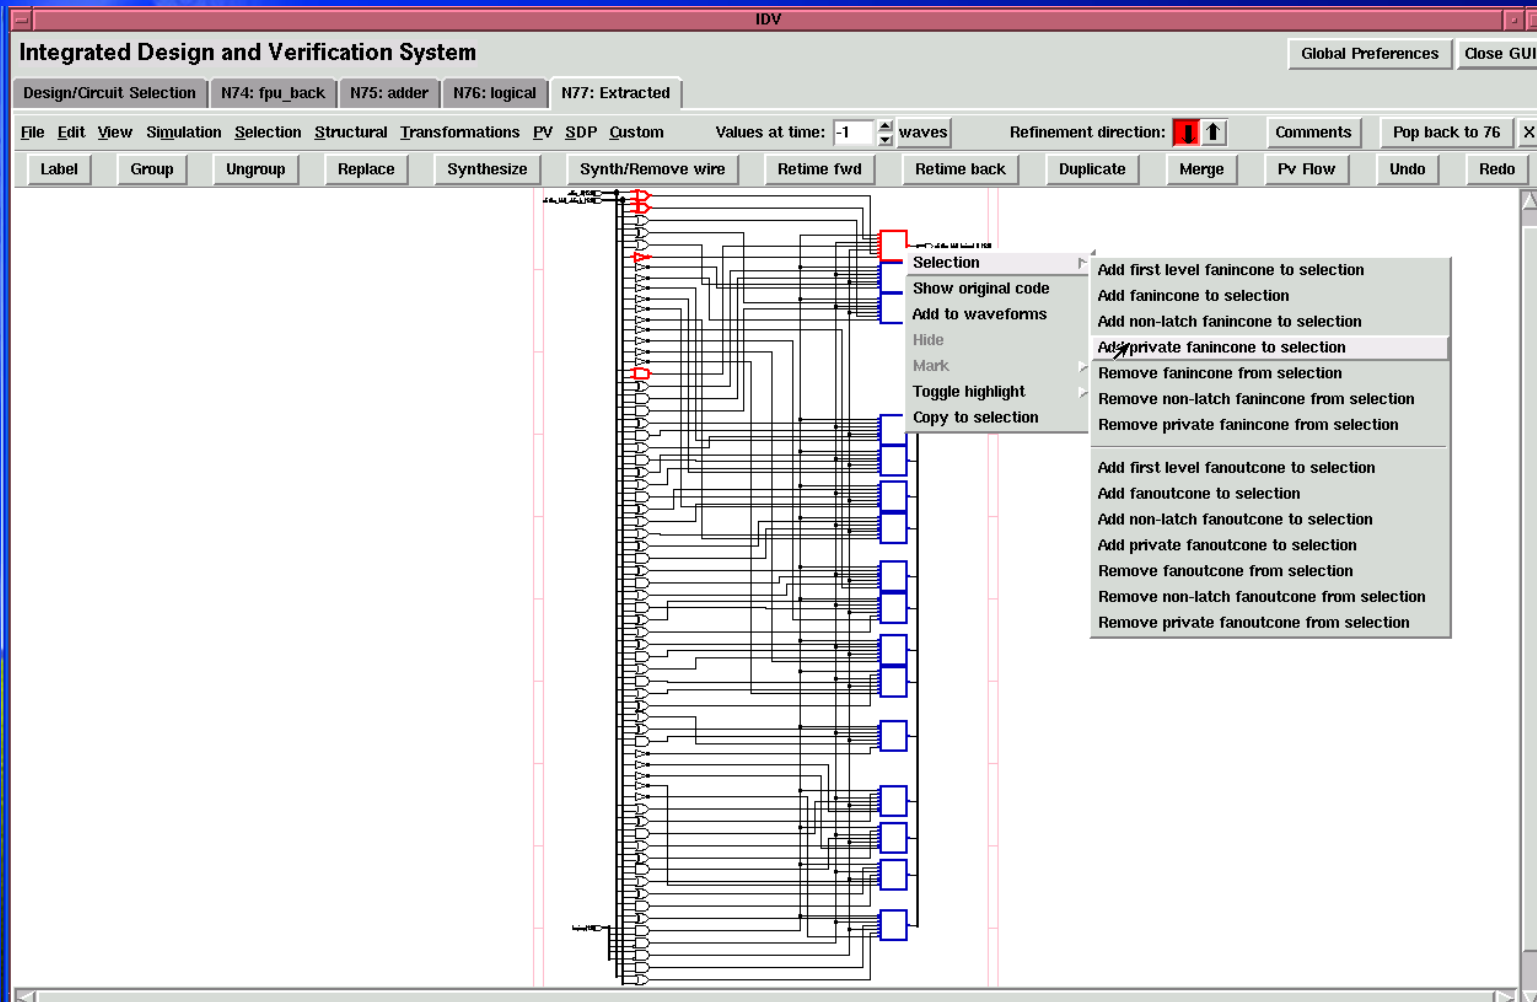 IDV
Integrated Design and Verification System
Global Preferences
Close GUI
Design/Circuit Selection
N74: fpu_back
N75: adder
N76: logical
N77: Extracted
File Edit View Simulation Selection Structural Transformations PV SDP Custom
Values at time: -1 waves
Refinement direction:
Comments
Pop back to 76
X
Label
Group
Ungroup
Replace
Synthesize
Synth/Remove wire
Retime fwd
Retime back
Duplicate
Merge
Pv Flow
Undo
Redo
Selection
Show original code
Add to waveforms
Hide
Mark
Toggle highlight
Copy to selection
Add first level fanincone to selection
Add fanincone to selection
Add non-latch fanincone to selection
Add private fanincone to selection
Remove fanincone from selection
Remove non-latch fanincone from selection
Remove private fanincone from selection
Add first level fanoutcone to selection
Add fanoutcone to selection
Add non-latch fanoutcone to selection
Add private fanoutcone to selection
Remove fanoutcone from selection
Remove non-latch fanoutcone from selection
Remove private fanoutcone from selection